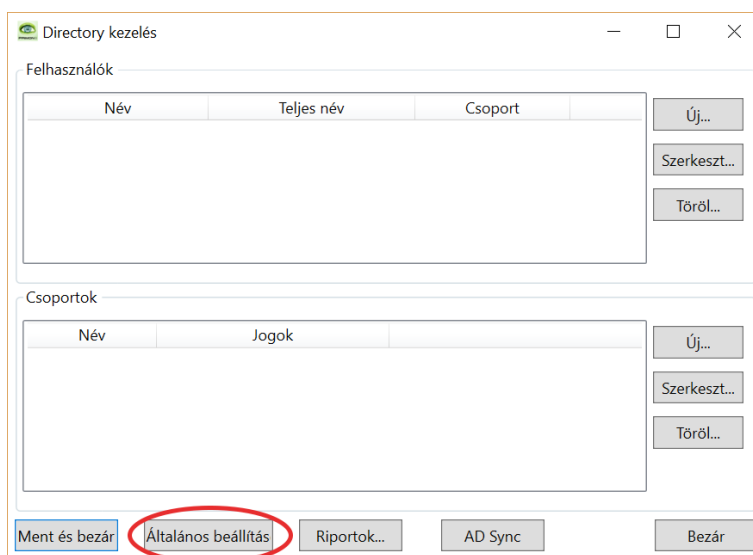 Directory kezelés
Felhasználók
Név Teljes név Csoport
Új...
Szerkeszt...
Töröl...
Csoportok
Név Jogok
Új...
Szerkeszt...
Töröl...
Ment és bezár Általános beállítás Riportok... AD Sync Bezár